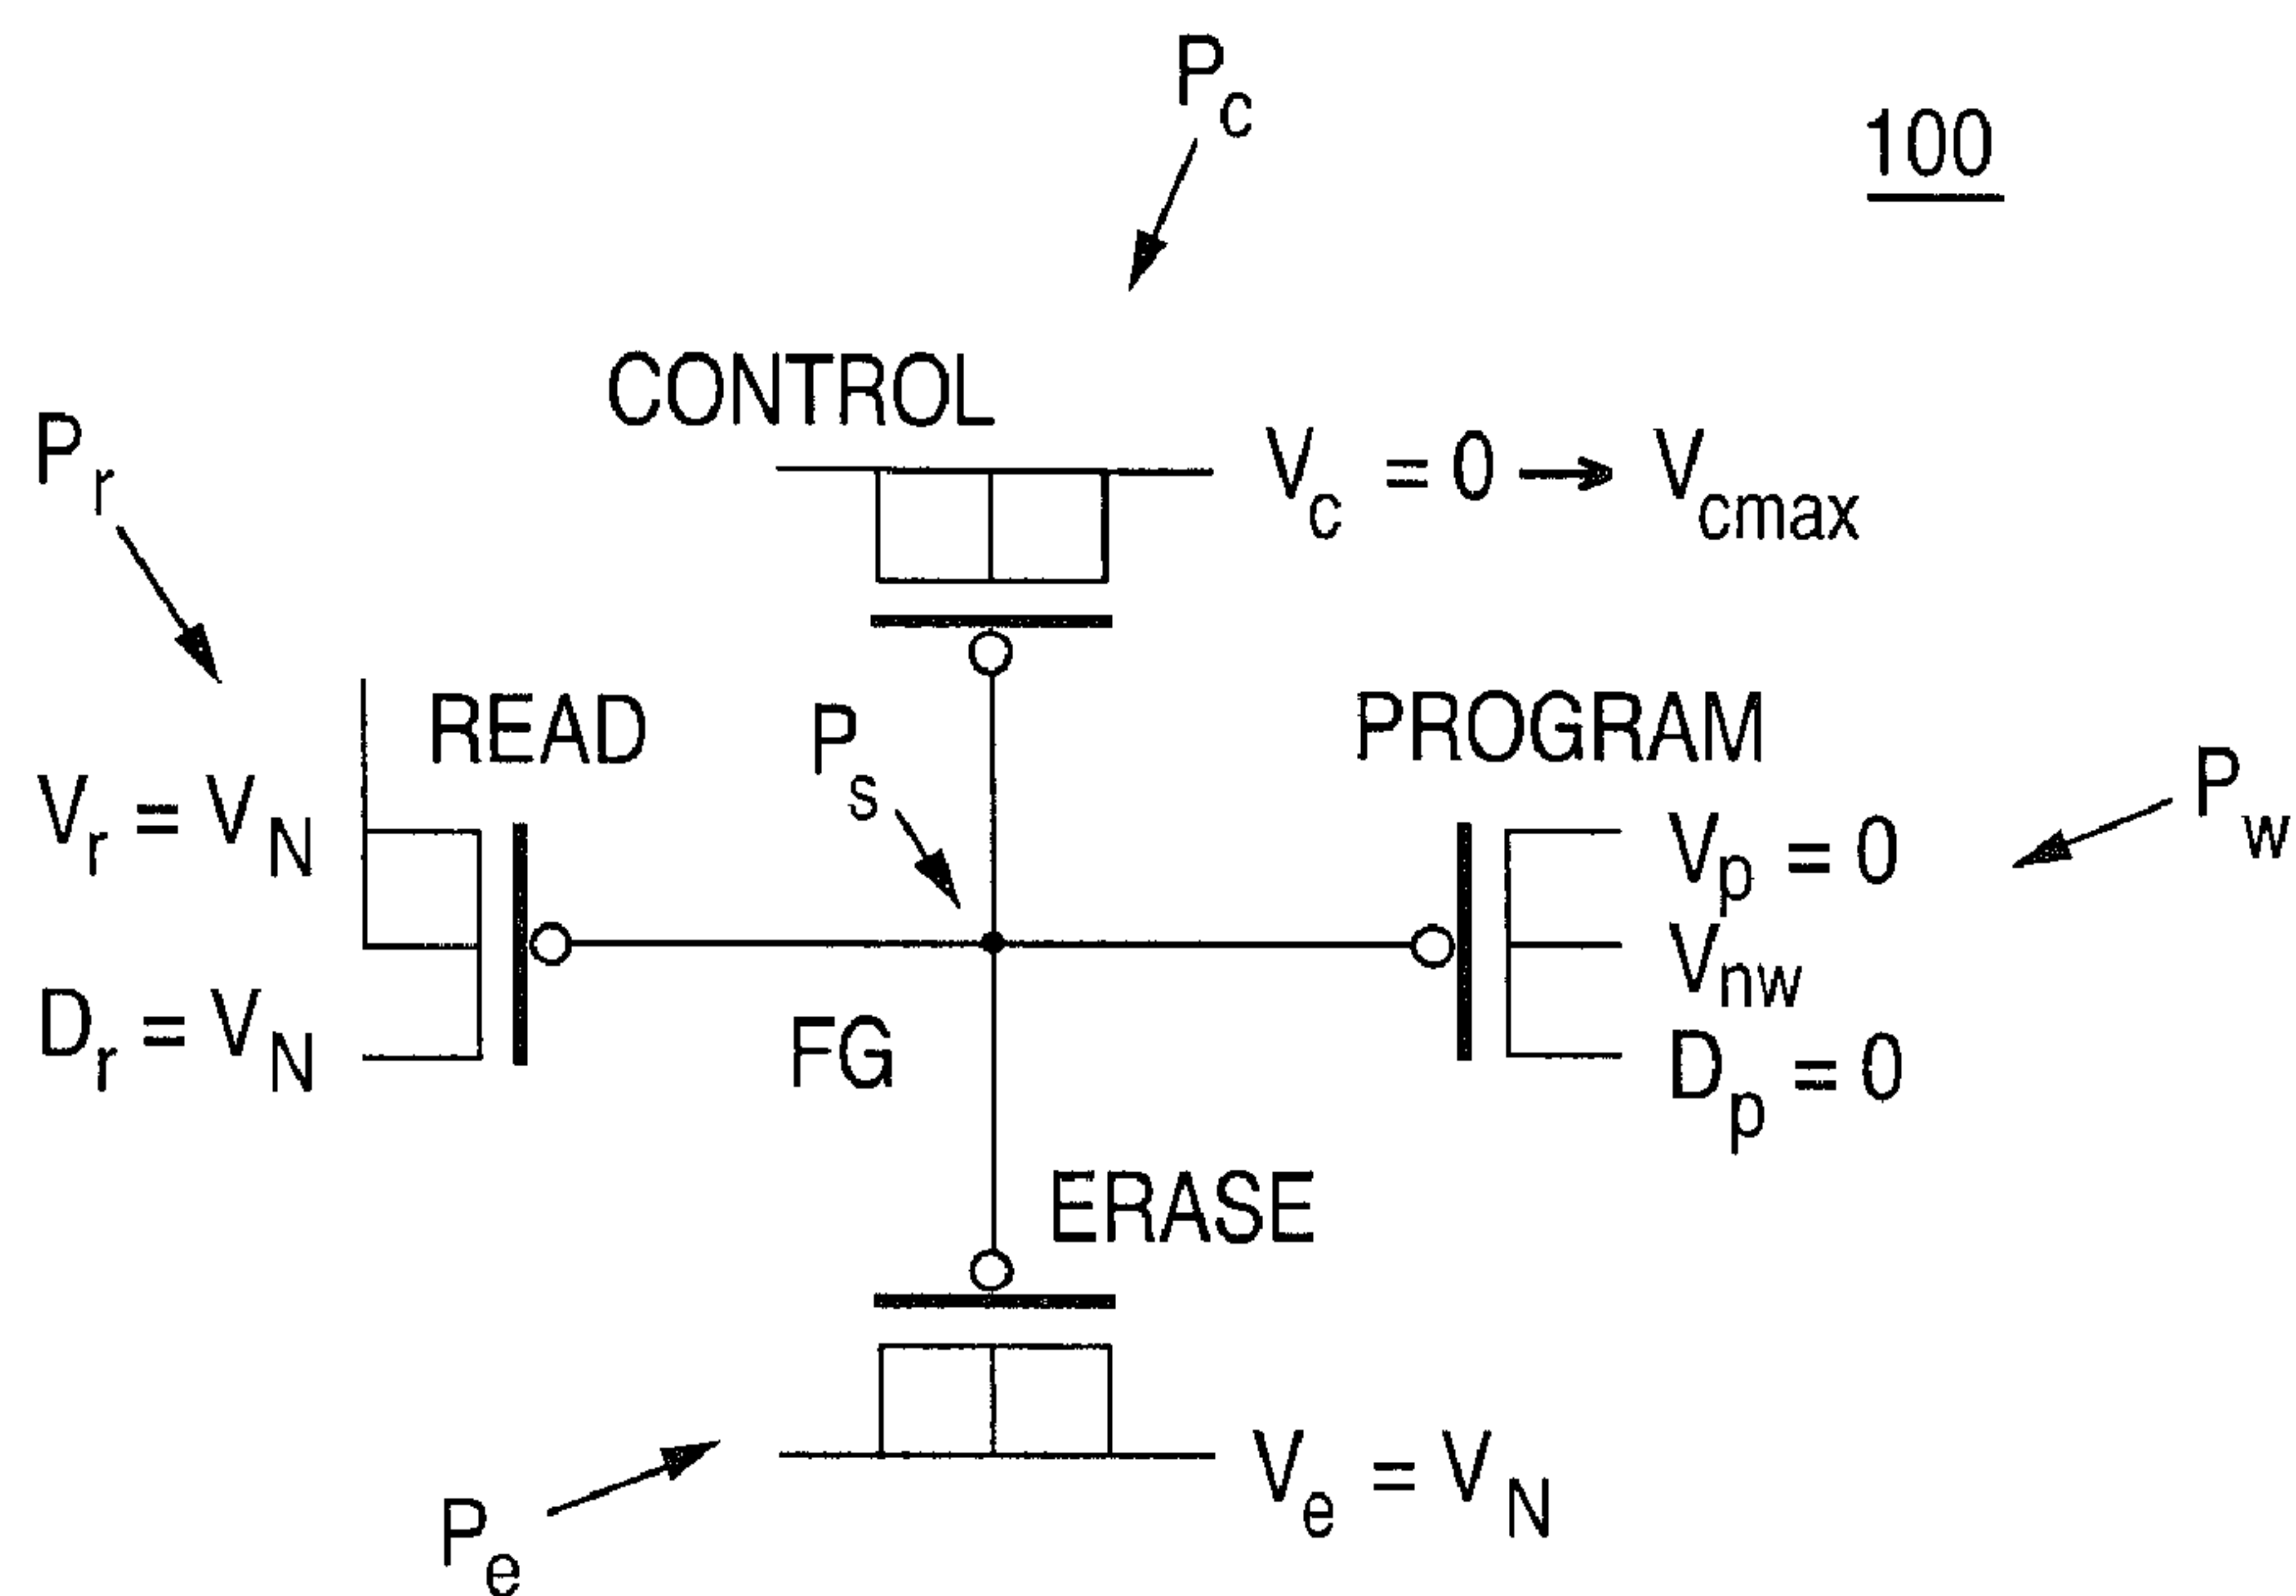 P_c
100
CONTROL
V_c = 0 → V_cmax
P_r
READ
P_s
PROGRAM
P_w
V_r = V_N
V_p = 0
V_nw
D_r = V_N
FG
D_p = 0
ERASE
V_e = V_N
P_e